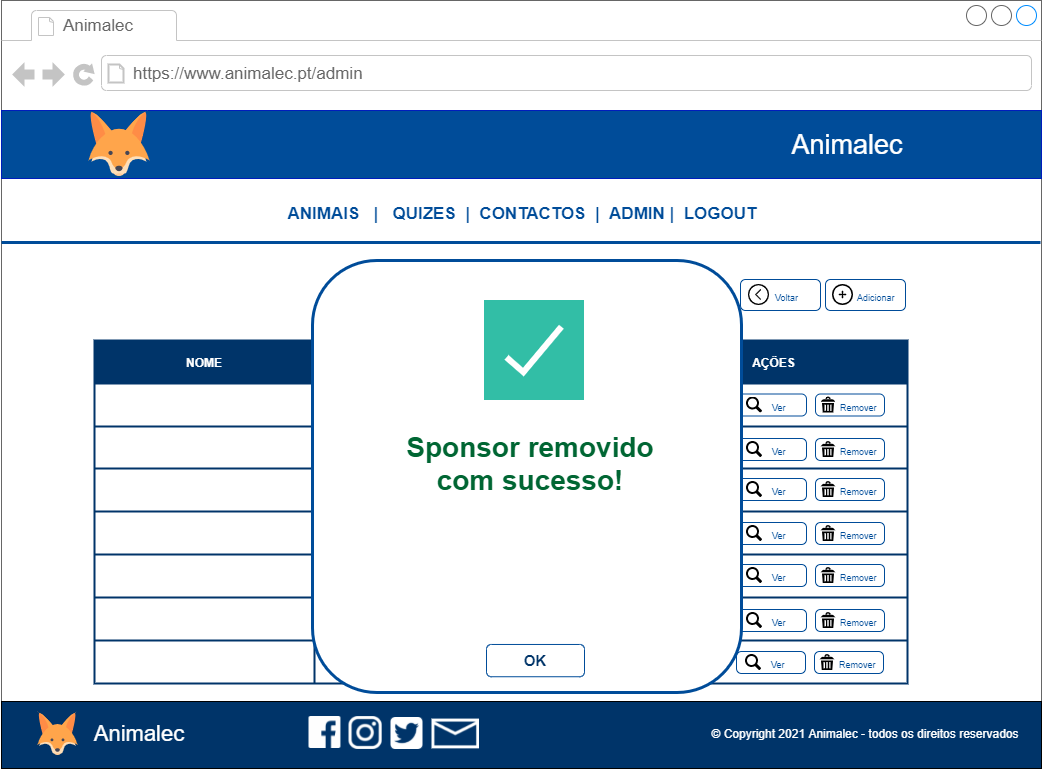 Animalec
https://www.animalec.pt/admin
Animalec
ANIMAIS | QUIZES | CONTACTOS | ADMIN | LOGOUT
Voltar Adicionar
NOME AÇÕES
Ver Remover
Sponsor removido
com sucesso!
Ver Remover
Ver Remover
Ver Remover
Ver Remover
Ver Remover
Ver Remover
OK
Animalec
© Copyright 2021 Animalec - todos os direitos reservados